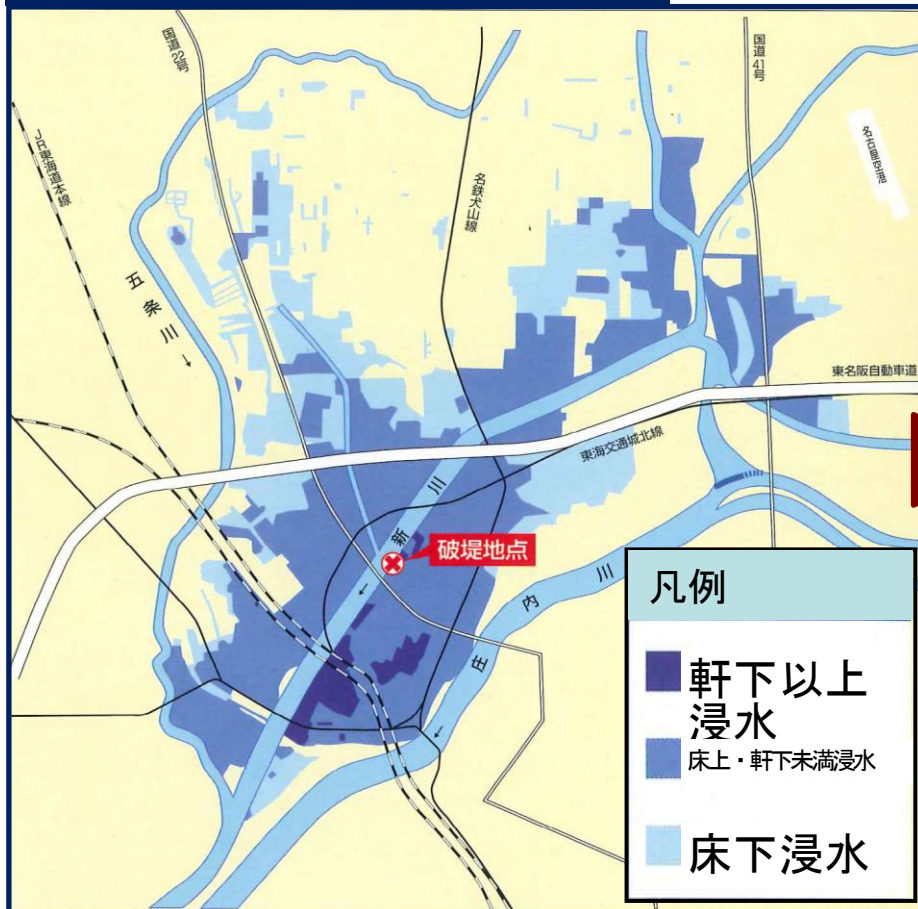 国道22号
国道41号
名古屋空港
JR東海道本線
名鉄犬山線
五条川
↓
東名阪自動車道
東海交通城北線
新川
↓
破堤地点
庄内川
↓
凡例
軒下以上
浸水
床上・軒下未満浸水
床下浸水